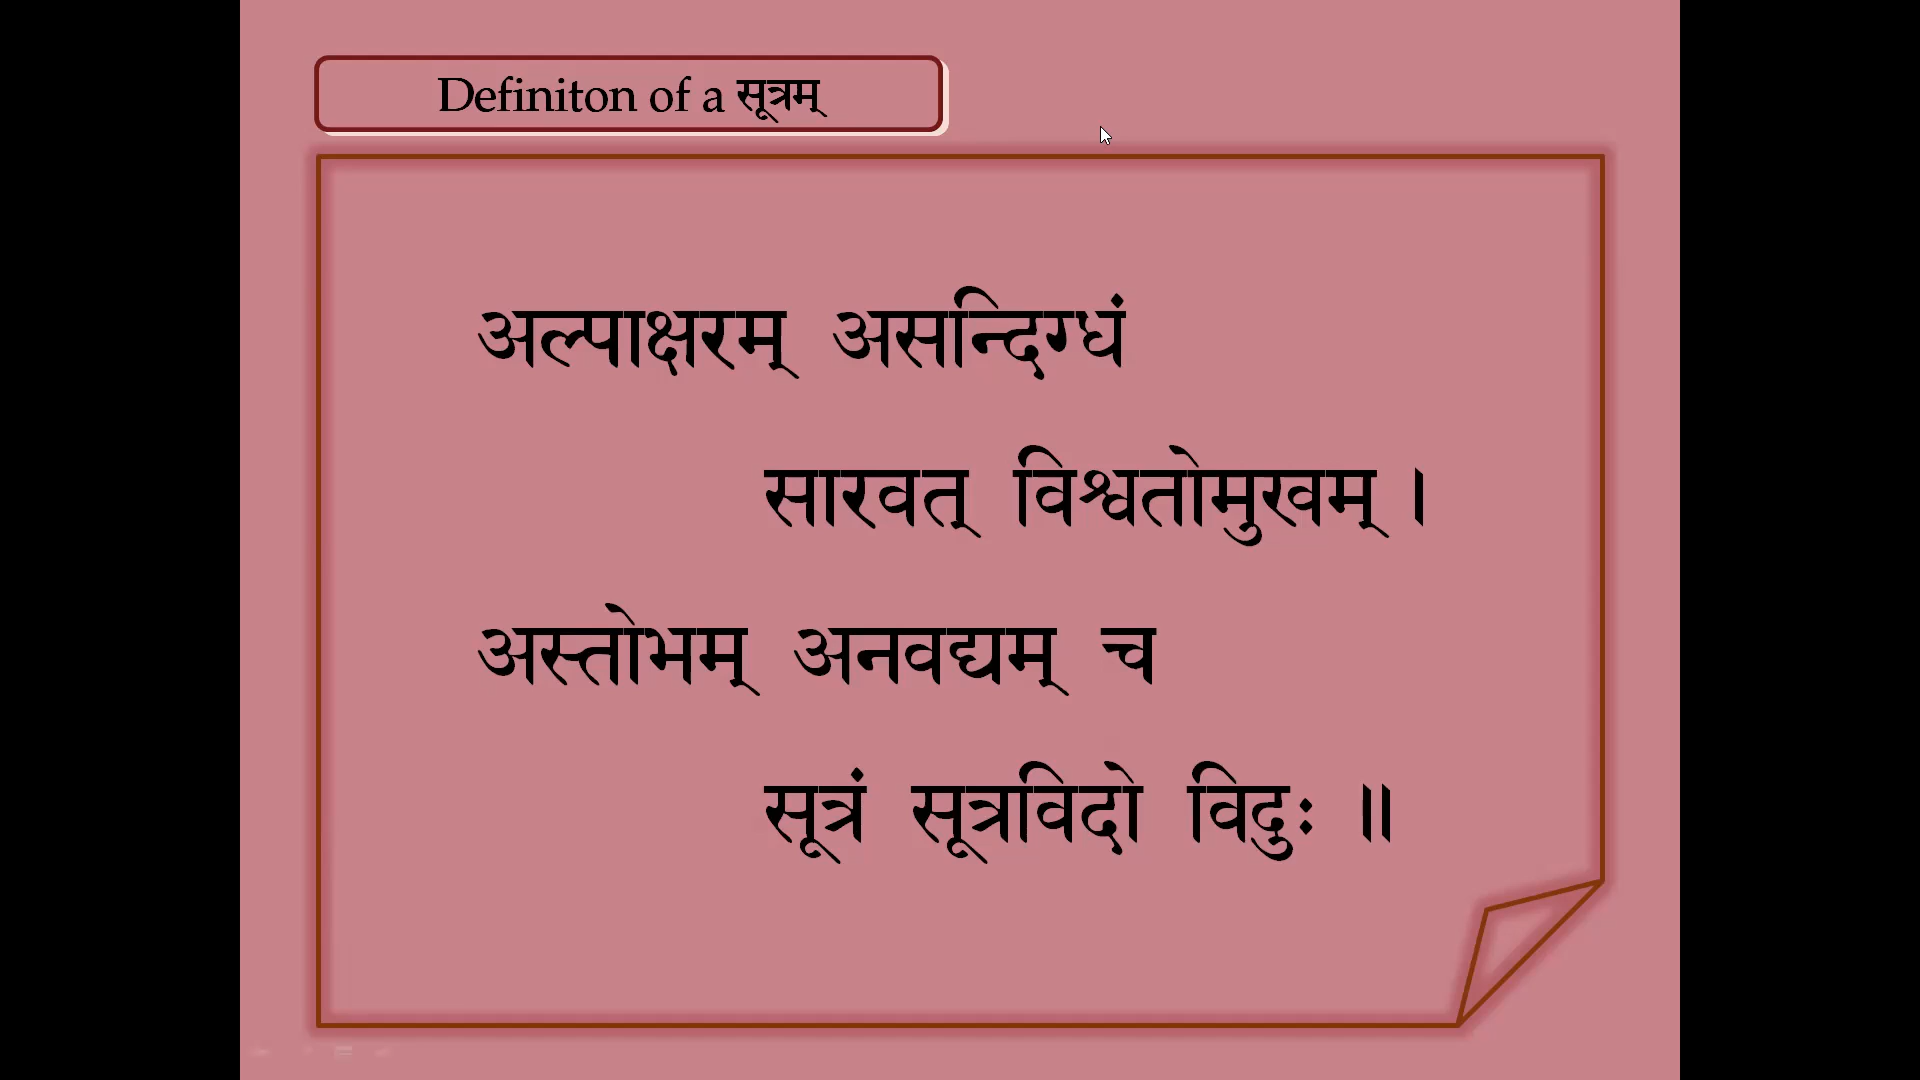 Definiton of a सूत्रम्
अल्पाक्षरम् असन्दिग्धं
सारवत् विश्वतोमुखम् ।
अस्तोभम् अनवद्यम् च
सूत्रं सूत्रविदो विदुः ॥